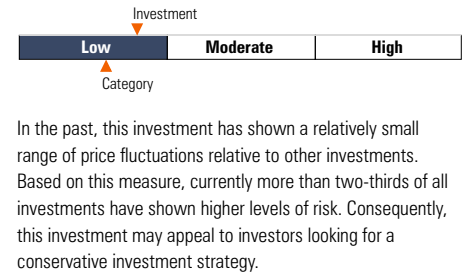 Investment
Low Moderate High
Category
In the past, this investment has shown a relatively small
range of price fluctuations relative to other investments.
Based on this measure, currently more than two-thirds of all
investments have shown higher levels of risk. Consequently,
this investment may appeal to investors looking for a
conservative investment strategy.